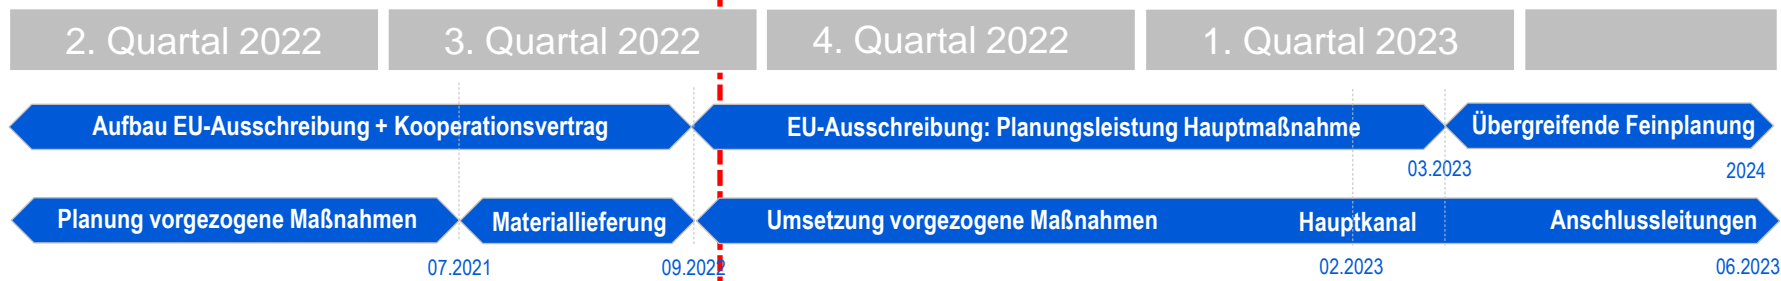 2. Quartal 2022 3. Quartal 2022 4. Quartal 2022 1. Quartal 2023
Aufbau EU-Ausschreibung + Kooperationsvertrag EU-Ausschreibung: Planungsleistung Hauptmaßnahme Übergreifende Feinplanung
03.2023 2024
Planung vorgezogene Maßnahmen Materiallieferung Umsetzung vorgezogene Maßnahmen Hauptkanal Anschlussleitungen
07.2021 09.2022 02.2023 06.2023